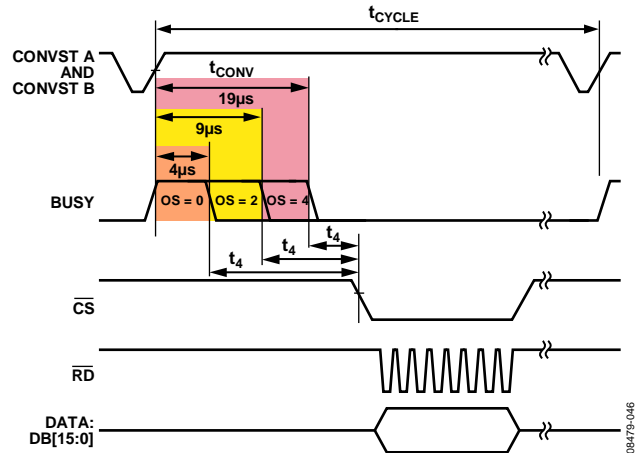 tCYCLE
CONVST A
AND
CONVST B
tCONV
19µs
9µs
4µs
BUSY
OS = 0
OS = 2
OS = 4
t4
t4
t4
CS
RD
DATA:
DB[15:0]
08479-046